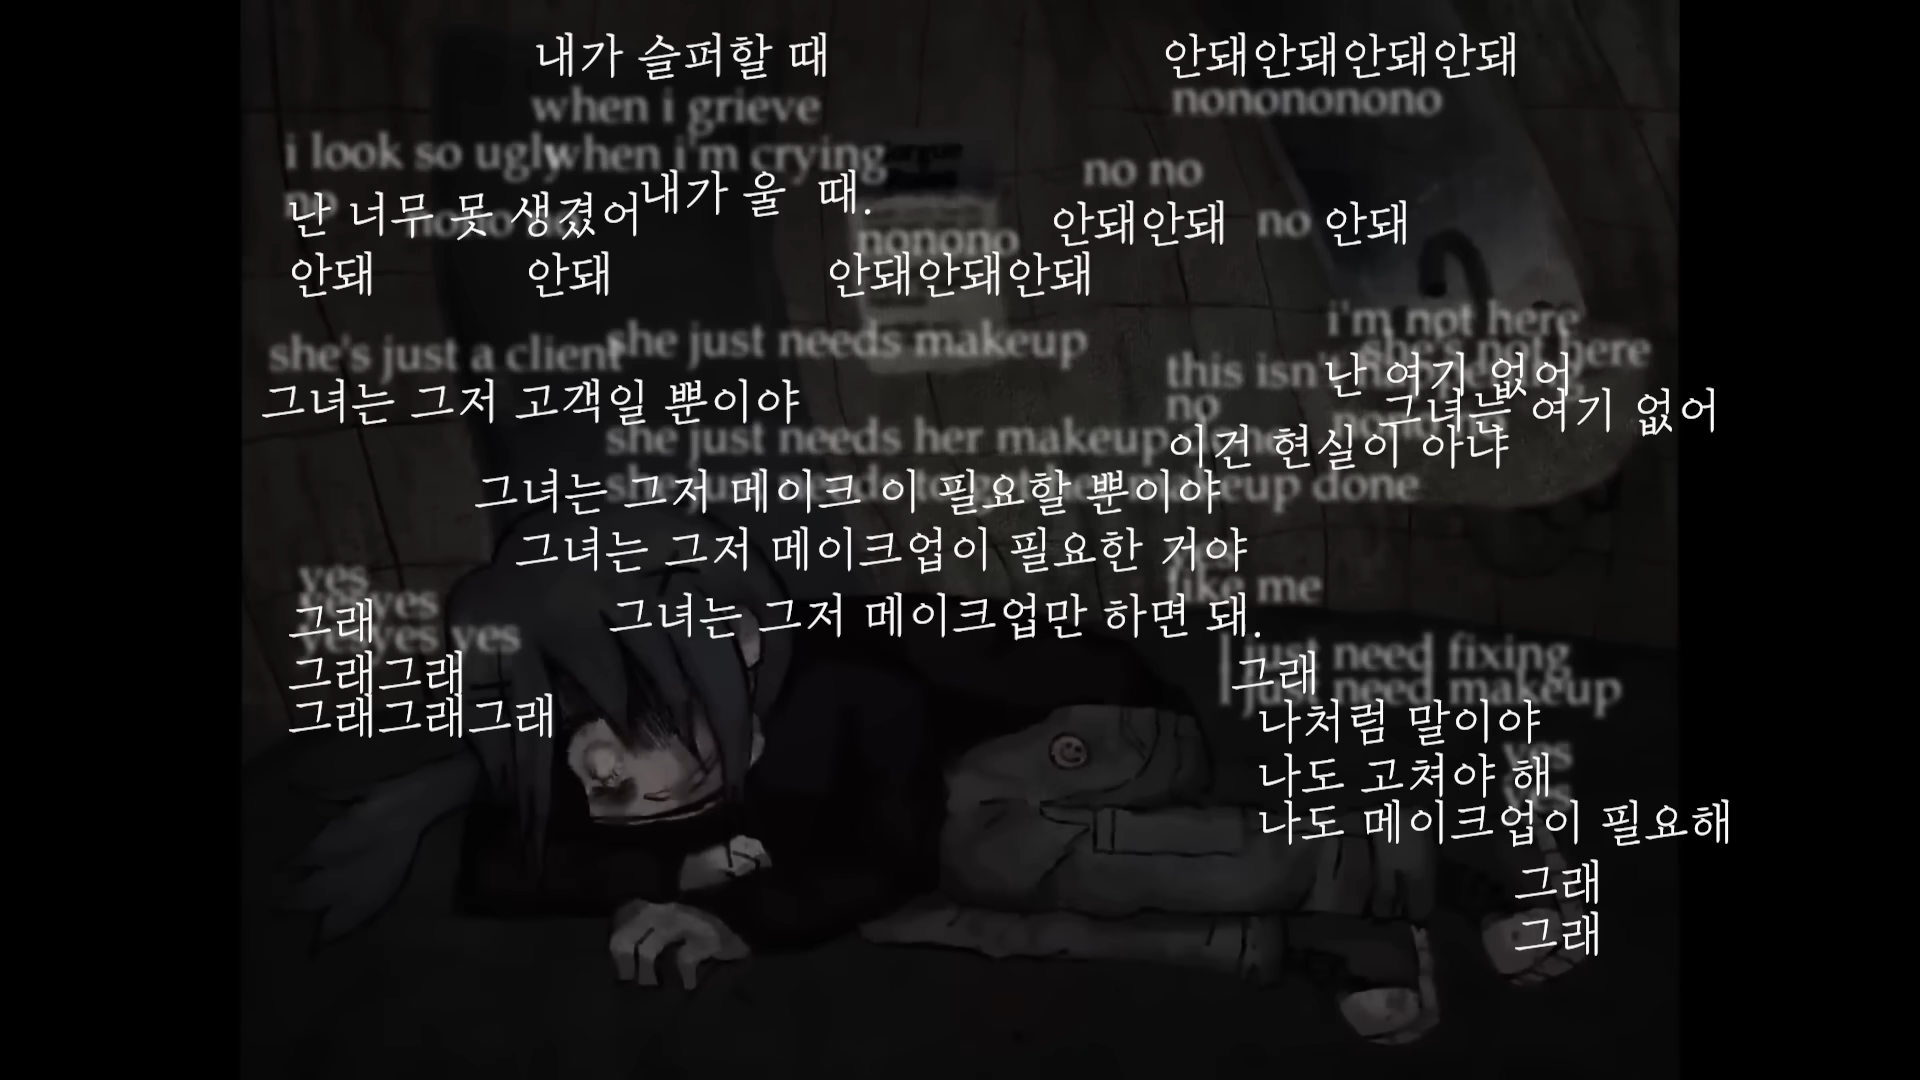 내가 슬퍼할 때
안돼안돼안돼안돼
when i grieve
nonononono
i look so ugly
when i'm crying
no no
난 너무 못 생겼어
내가 울 때.
안돼안돼
no
안돼
nonono
안돼
안돼
안돼안돼안돼
i'm not here
she's just a client
she just needs makeup
she's not here
this isn't
난 여기 없어
그녀는 그저 고객일 뿐이야
no
그녀는 여기 없어
she just needs her makeup
이건 현실이 아냐
그녀는 그저 메이크 이 필요할 뿐이야
makeup done
그녀는 그저 메이크업이 필요한 거야
yes
like me
yes yes
그래
그녀는 그저 메이크업만 하면 돼.
yes yes yes
I just need fixing
그래그래
그래
I just need makeup
그래그래그래
나처럼 말이야
yes
나도 고쳐야 해
yes
나도 메이크업이 필요해
그래
그래